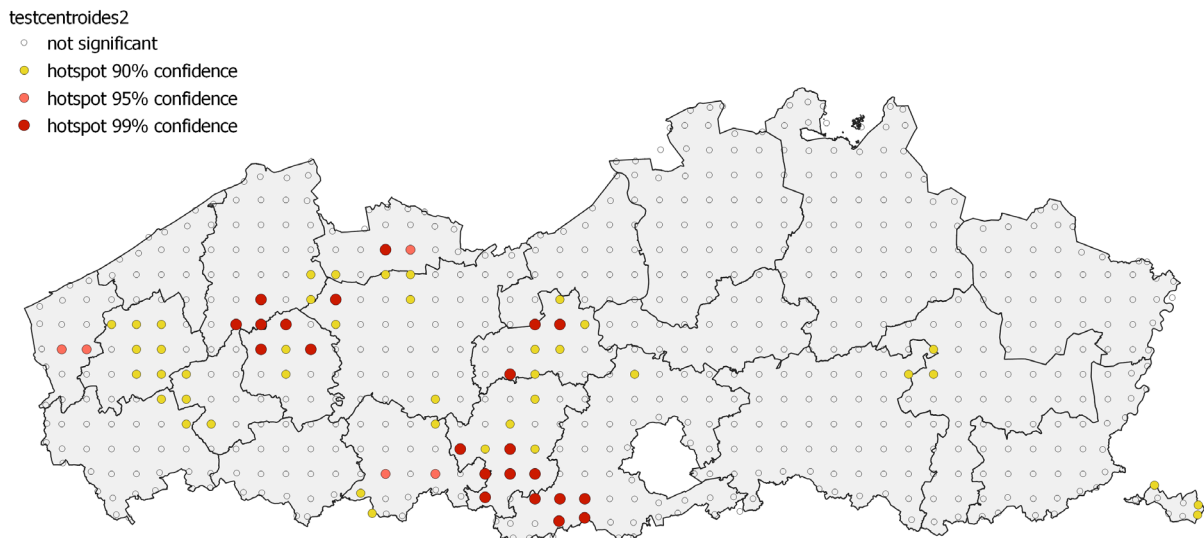 testcentroides2
not significant
hotspot 90% confidence
hotspot 95% confidence
hotspot 99% confidence